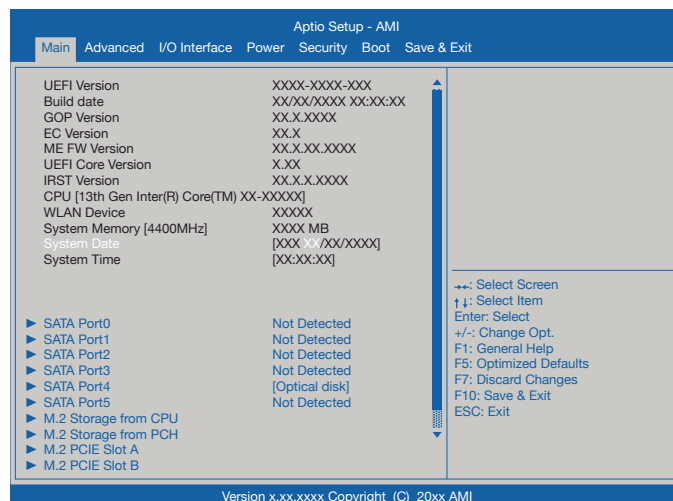 Aptio Setup - AMI
Main Advanced I/O Interface Power Security Boot Save & Exit
UEFI Version XXXX-XXXX-XXX
Build date XX/XX/XXXX XX:XX:XX
GOP Version XX.X.XXXX
EC Version XX.X
ME FW Version XX.X.XX.XXXX
UEFI Core Version X.XX
IRST Version XX.X.X.XXXX
CPU [13th Gen Inter(R) Core(TM) XX-XXXXX]
WLAN Device XXXXX
System Memory [4400MHz] XXXX MB
System Date [XXX XX/XX/XXXX]
System Time [XX:XX:XX]
SATA Port0 Not Detected
SATA Port1 Not Detected
SATA Port2 Not Detected
SATA Port3 Not Detected
SATA Port4 [Optical disk]
SATA Port5 Not Detected
M.2 Storage from CPU
M.2 Storage from PCH
M.2 PCIE Slot A
M.2 PCIE Slot B
→←: Select Screen
↑↓: Select Item
Enter: Select
+/-: Change Opt.
F1: General Help
F5: Optimized Defaults
F7: Discard Changes
F10: Save & Exit
ESC: Exit
Version x.xx.xxxx Copyright (C) 20xx AMI